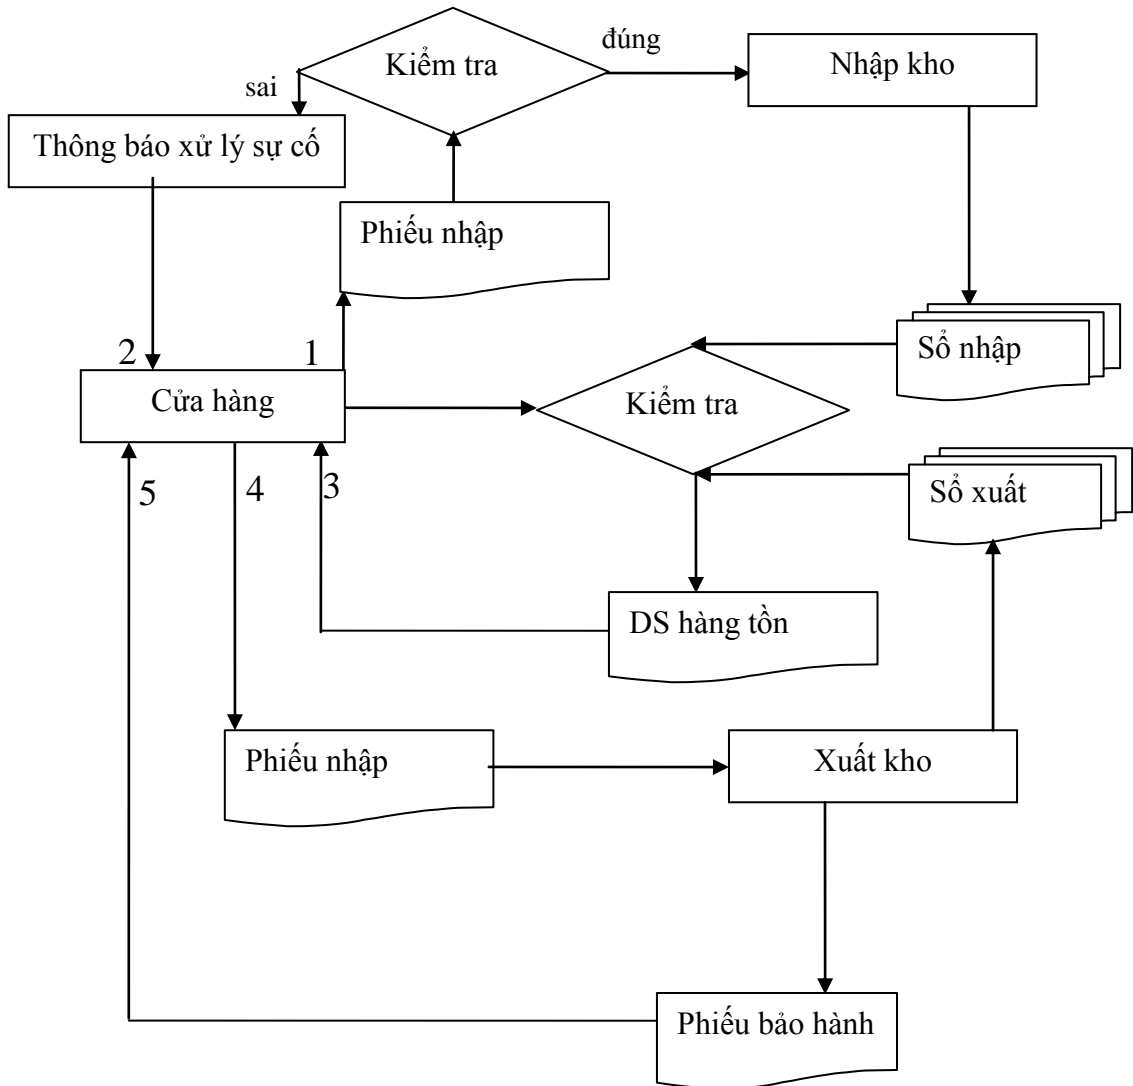 Kiểm tra
đúng
Nhập kho
sai
Thông báo xử lý sự cố
Phiếu nhập
2
1
Sổ nhập
Cửa hàng
Kiểm tra
5
4
3
Sổ xuất
DS hàng tồn
Phiếu nhập
Xuất kho
Phiếu bảo hành